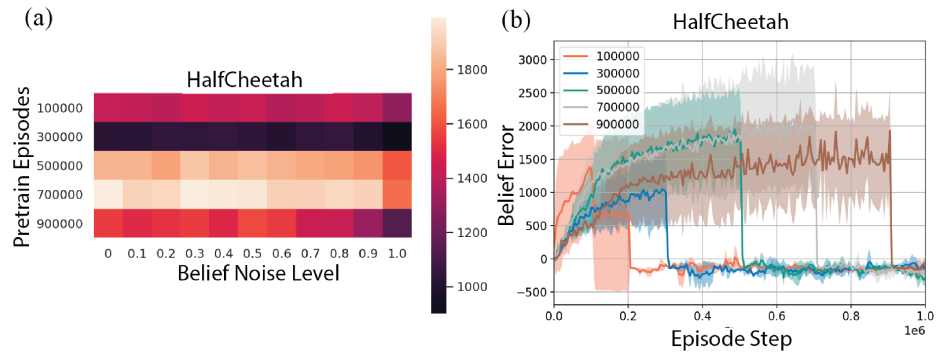 (a)
HalfCheetah
Pretrain Episodes
100000
300000
500000
700000
900000
0 0.1 0.2 0.3 0.4 0.5 0.6 0.7 0.8 0.9 1.0
Belief Noise Level
1800
1600
1400
1200
1000
(b)
HalfCheetah
Belief Error
3000
2500
2000
1500
1000
500
0
−500
100000
300000
500000
700000
900000
0.0 0.2 0.4 0.6 0.8 1.0
1e6
Episode Step